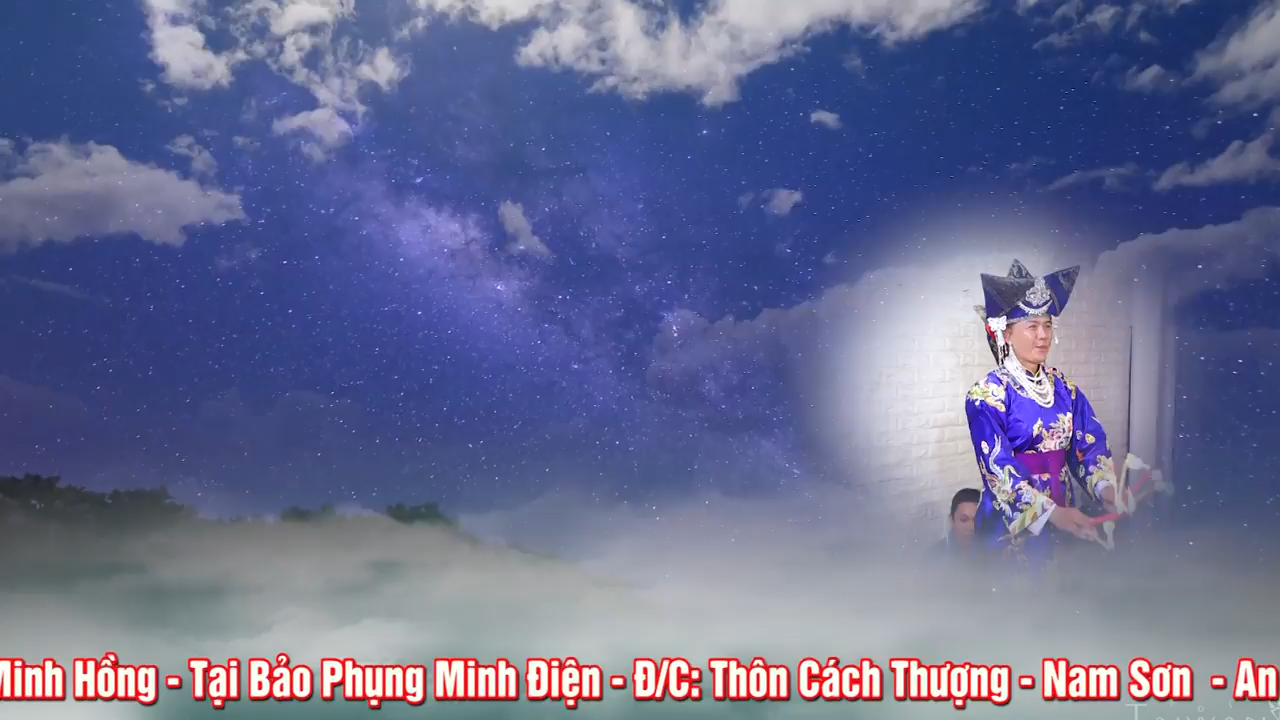 Minh Hồng - Tại Bảo Phụng Minh Điện - Đ/C: Thôn Cách Thượng - Nam Sơn - An